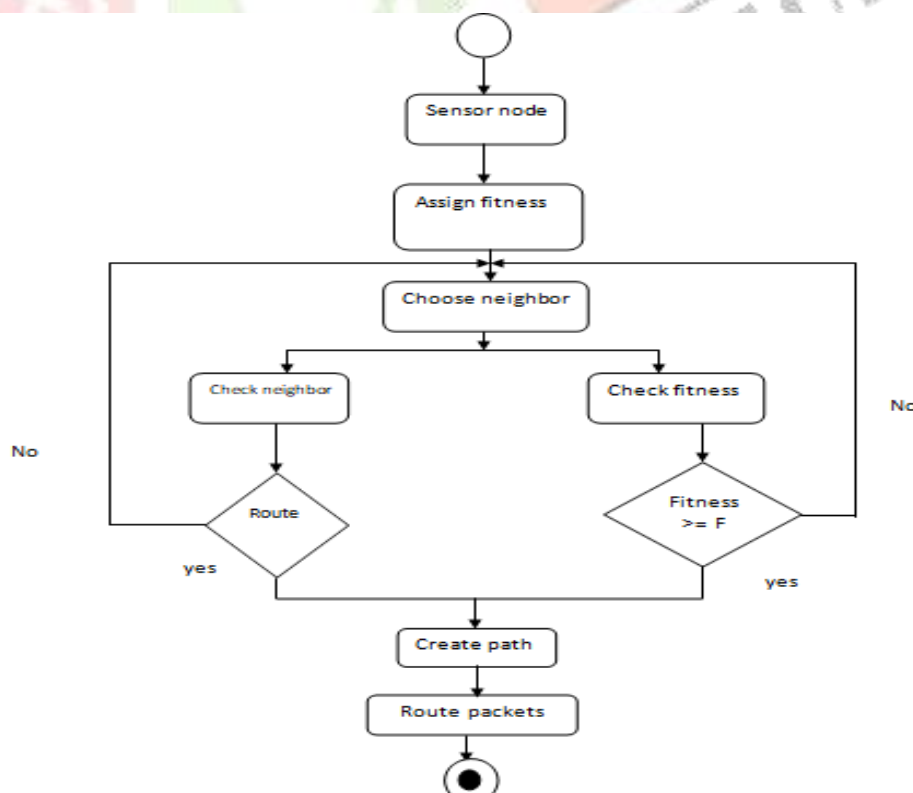 Sensor node
Assign fitness
Choose neighbor
Check neighbor
Check fitness
No
No
Route
Fitness
>= F
yes
yes
Create path
Route packets